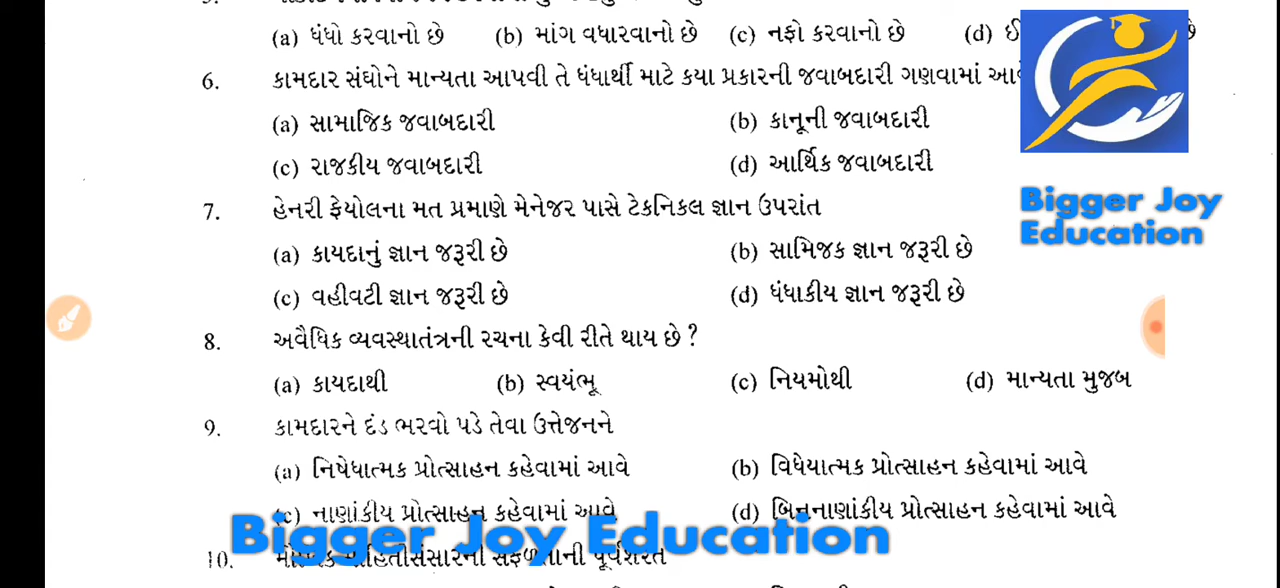 (a) ધંધો કરવાનો છે (b) માંગ વધારવાનો છે (c) નફો કરવાનો છે (d)
6. કામદાર સંઘોને માન્યતા આપવી તે ધંધાર્થી માટે કયા પ્રકારની જવાબદારી ગણવામાં
(a) સામાજિક જવાબદારી (b) કાનૂની જવાબદારી
(c) રાજકીય જવાબદારી (d) આર્થિક જવાબદારી
7. હેનરી ફેયોલના મત પ્રમાણે મેનેજર પાસે ટેકનિકલ જ્ઞાન ઉપરાંત
Bigger Joy
Education
(a) કાયદાનું જ્ઞાન જરૂરી છે (b) સામિજક જ્ઞાન જરૂરી છે
(c) વહીવટી જ્ઞાન જરૂરી છે (d) ધંધાકીય જ્ઞાન જરૂરી છે
8. અવૈધિક વ્યવસ્થાતંત્રની રચના કેવી રીતે થાય છે ?
(a) કાયદાથી (b) સ્વયંભૂ (c) નિયમોથી (d) માન્યતા મુજબ
9. કામદારને દંડ ભરવો પડે તેવા ઉત્તેજનને
(a) નિષેધાત્મક પ્રોત્સાહન કહેવામાં આવે (b) વિધેયાત્મક પ્રોત્સાહન કહેવામાં આવે
(c) નાણાંકીય પ્રોત્સાહન કહેવામાં આવે (d) બિનનાણાંકીય પ્રોત્સાહન કહેવામાં આવે
Bigger Joy Education
10. પૂર્વશરત